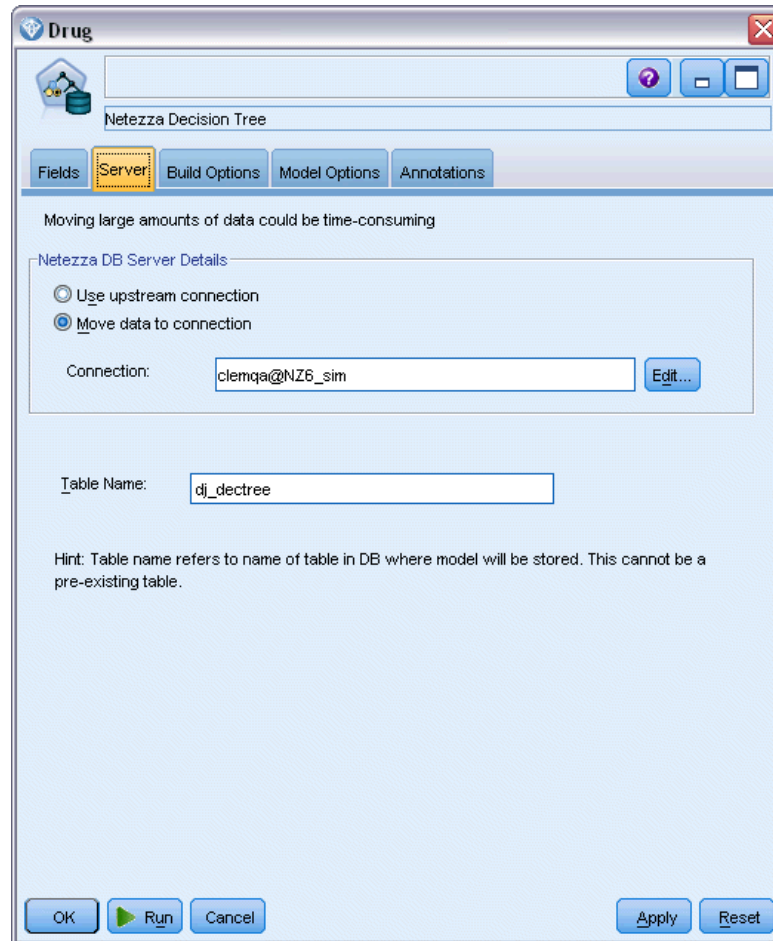 Drug
Netezza Decision Tree
Fields Server Build Options Model Options Annotations
Moving large amounts of data could be time-consuming
Netezza DB Server Details
Use upstream connection
Move data to connection
Connection: clemqa@NZ6_sim Edit...
Table Name: dj_dectree
Hint: Table name refers to name of table in DB where model will be stored. This cannot be a
pre-existing table.
OK Run Cancel Apply Reset